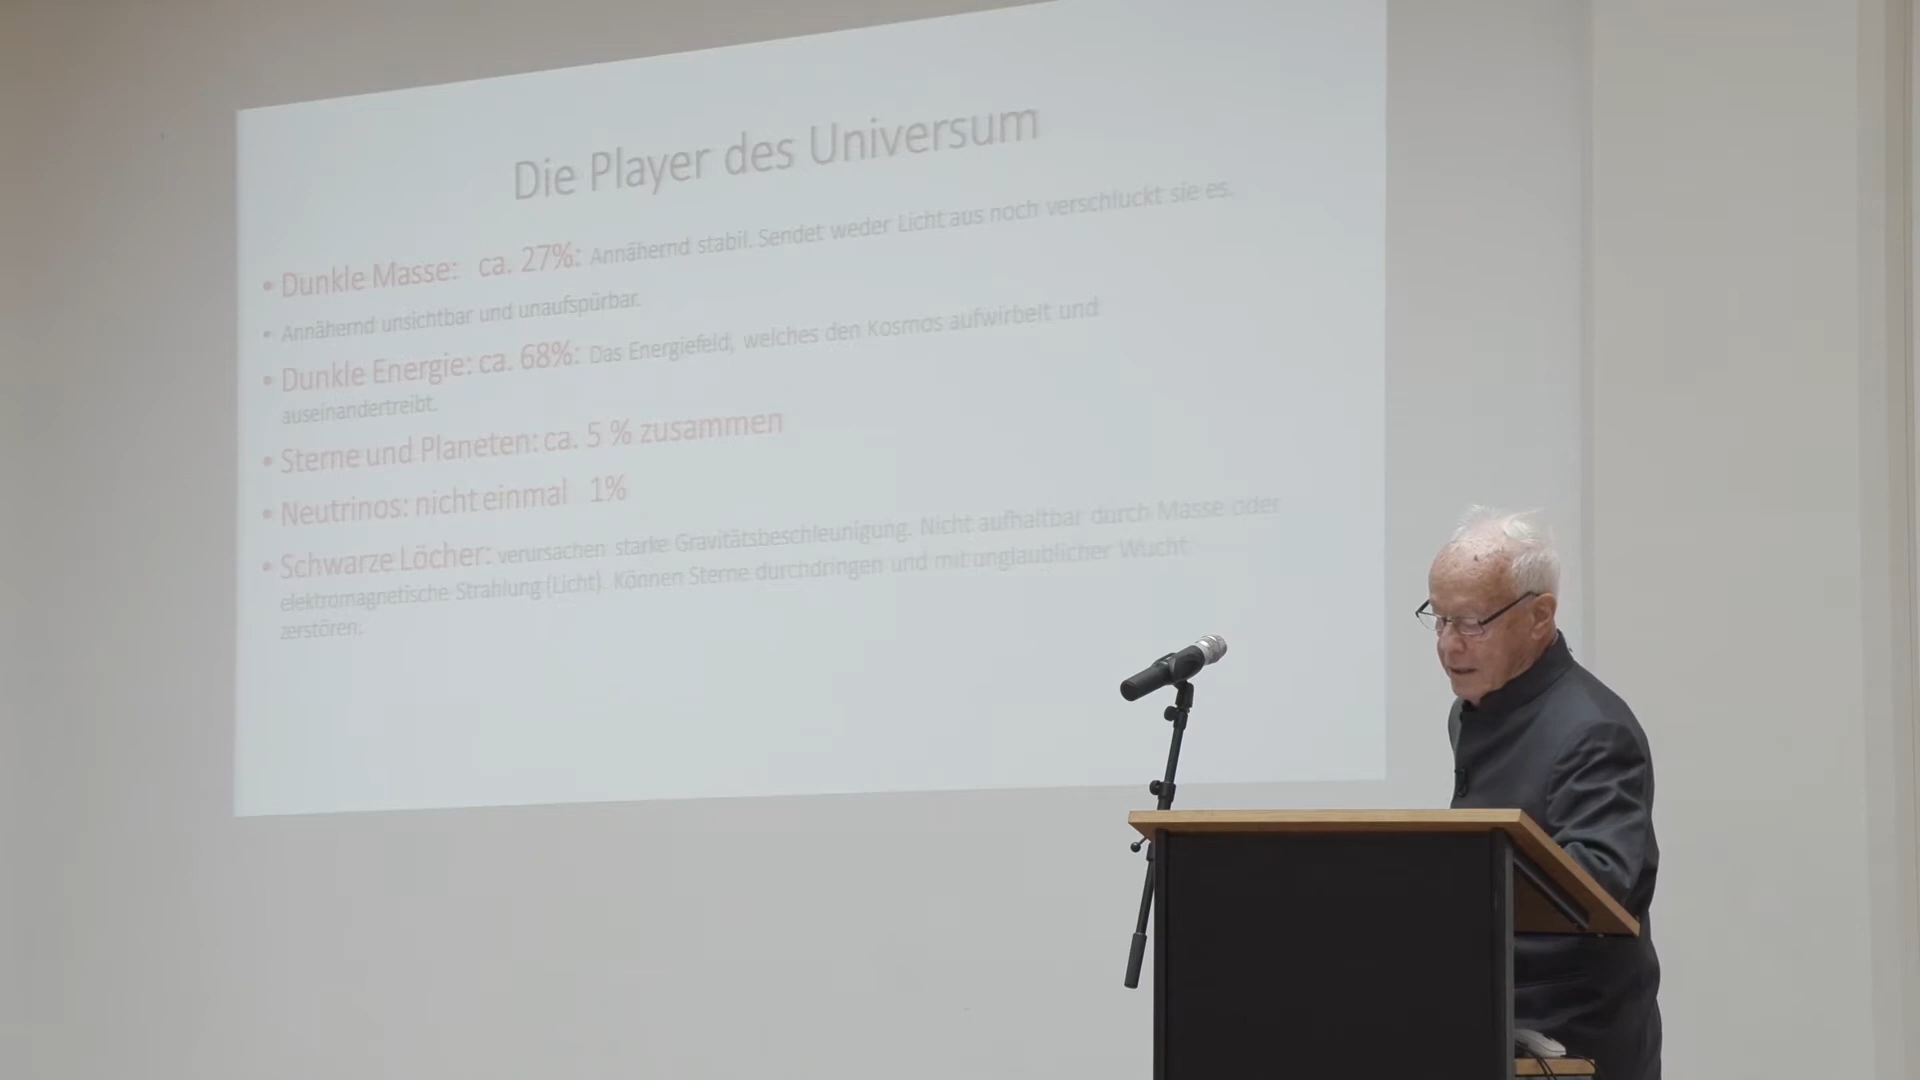 Die Player des Universum
• Dunkle Masse: ca. 27%: Annähernd stabil. Sendet weder Licht aus noch verschluckt sie es.
• Annähernd unsichtbar und unaufspürbar.
• Dunkle Energie: ca. 68%: Das Energiefeld, welches den Kosmos aufwirbelt und
auseinandertreibt.
• Sterne und Planeten: ca. 5 % zusammen
• Neutrinos: nicht einmal 1%
• Schwarze Löcher: verursachen starke Gravitätsbeschleunigung. Nicht aufhaltbar durch Masse oder
elektromagnetische Strahlung (Licht). Können Sterne durchdringen und mit unglaublicher Wucht
zerstören.